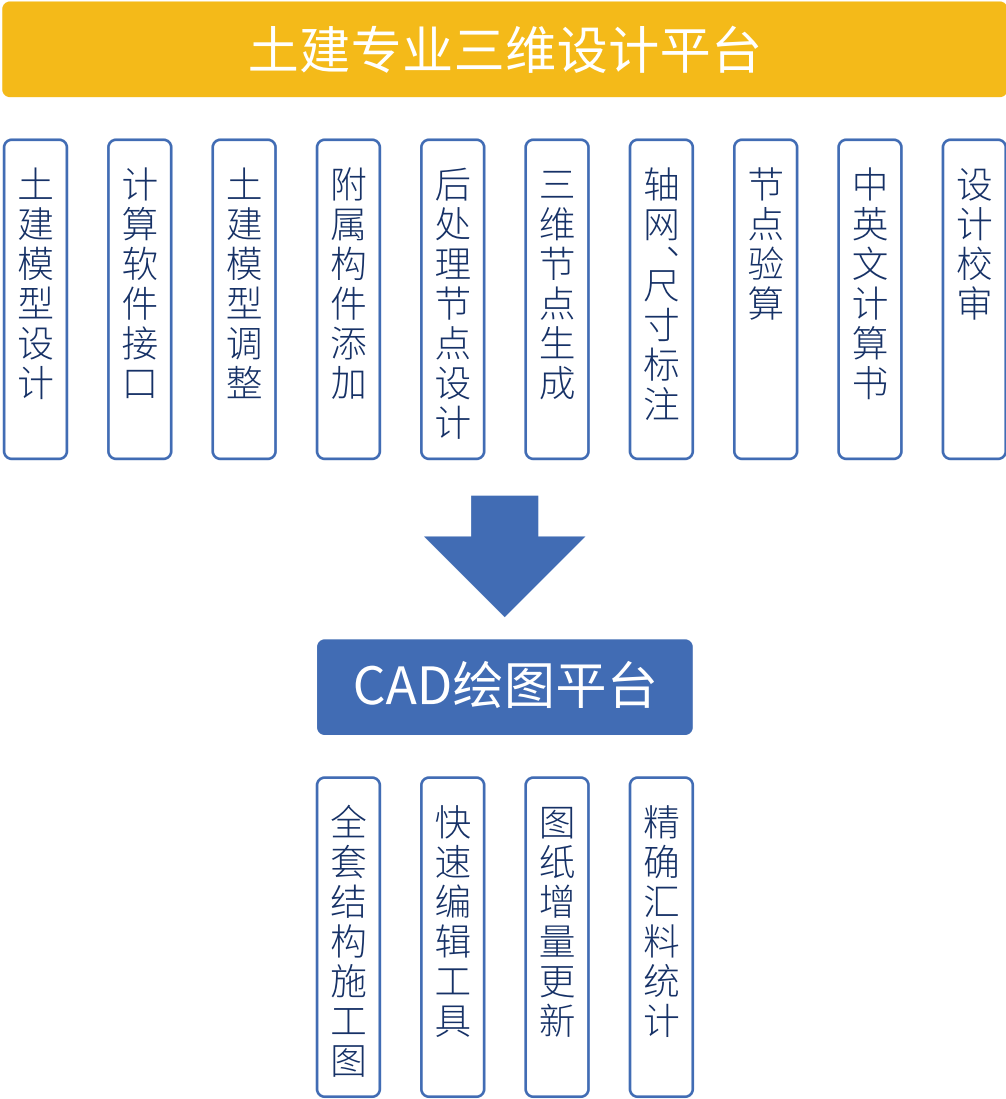 土建专业三维设计平台
土建模型设计
计算软件接口
土建模型调整
附属构件添加
后处理节点设计
三维节点生成
轴网、尺寸标注
节点验算
中英文计算书
设计校审
CAD绘图平台
全套结构施工图
快速编辑工具
图纸增量更新
精确汇料统计